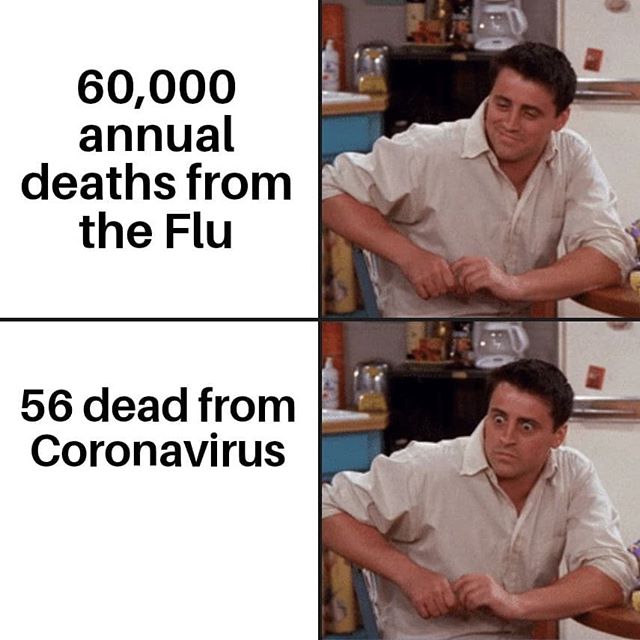 60,000
annual
deaths from
the Flu
56 dead from
Coronavirus